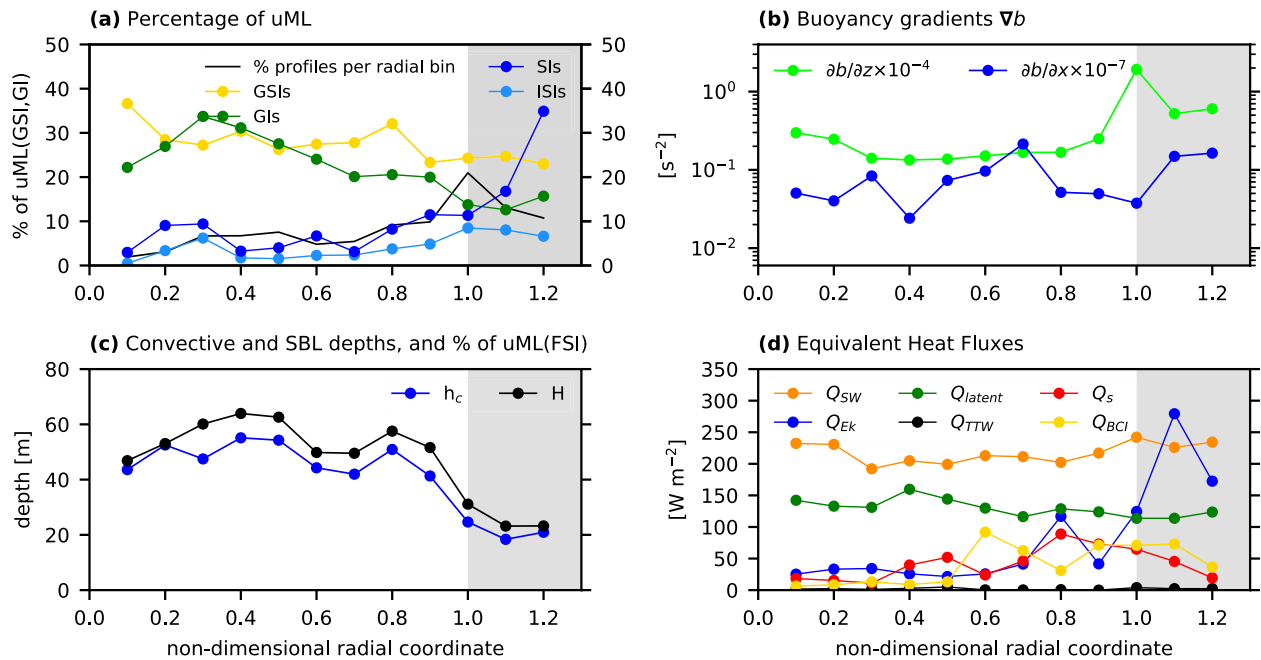 (a) Percentage of uML
% of uML(GSI,GI)
50 40 30 20 10 0
% profiles per radial bin
GSIs
GIs
SIs
ISIs
50 40 30 20 10 0
0.0 0.2 0.4 0.6 0.8 1.0 1.2
(b) Buoyancy gradients ∇b
[s⁻²]
10⁰ 10⁻¹ 10⁻²
∂b/∂z×10⁻⁴ ∂b/∂x×10⁻⁷
0.0 0.2 0.4 0.6 0.8 1.0 1.2
(c) Convective and SBL depths, and % of uML(FSI)
depth [m]
80 60 40 20 0
h_c H
0.0 0.2 0.4 0.6 0.8 1.0 1.2
non-dimensional radial coordinate
(d) Equivalent Heat Fluxes
[W m⁻²]
350 300 250 200 150 100 50 0
Q_SW Q_latent Q_s
Q_Ek Q_TTW Q_BCI
0.0 0.2 0.4 0.6 0.8 1.0 1.2
non-dimensional radial coordinate